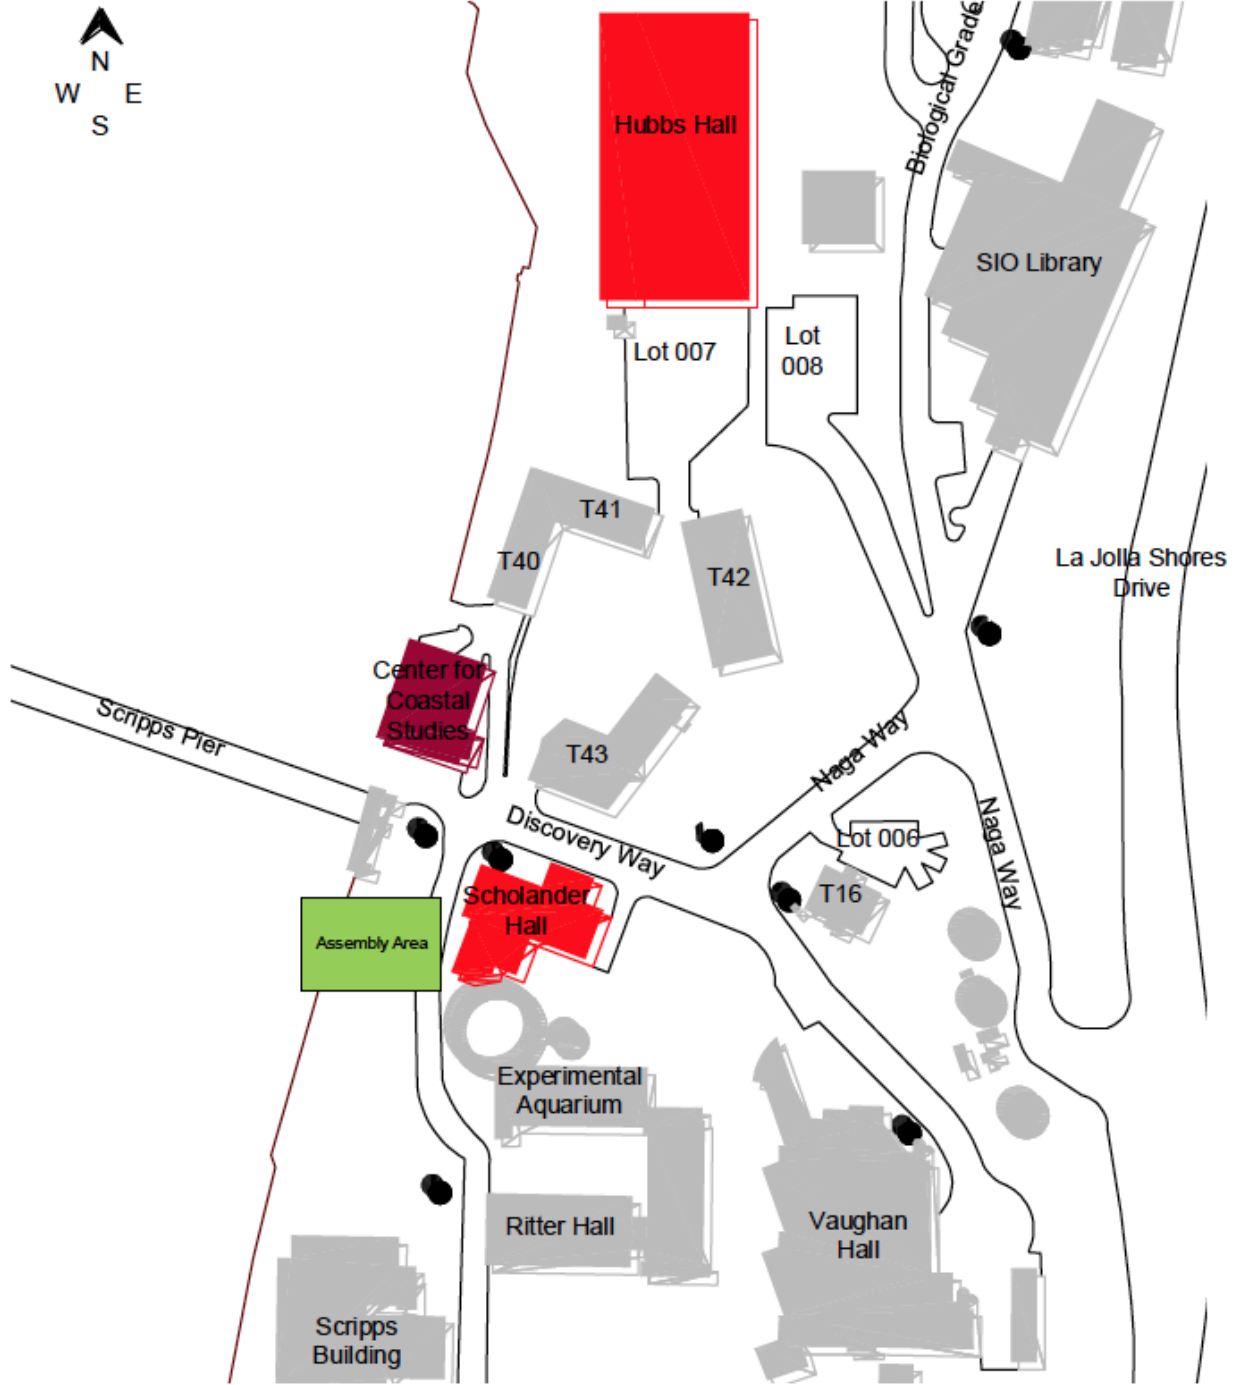 N
W E
S
Hubbs Hall
Biological Grade
SIO Library
Lot 007
Lot
008
T41
T40
T42
La Jolla Shores
Drive
Center for
Coastal
Studies
Scripps Pier
T43
Naga Way
Discovery Way
Lot 006
Naga Way
Scholander
Hall
T16
Assembly Area
Experimental
Aquarium
Ritter Hall
Vaughan
Hall
Scripps
Building